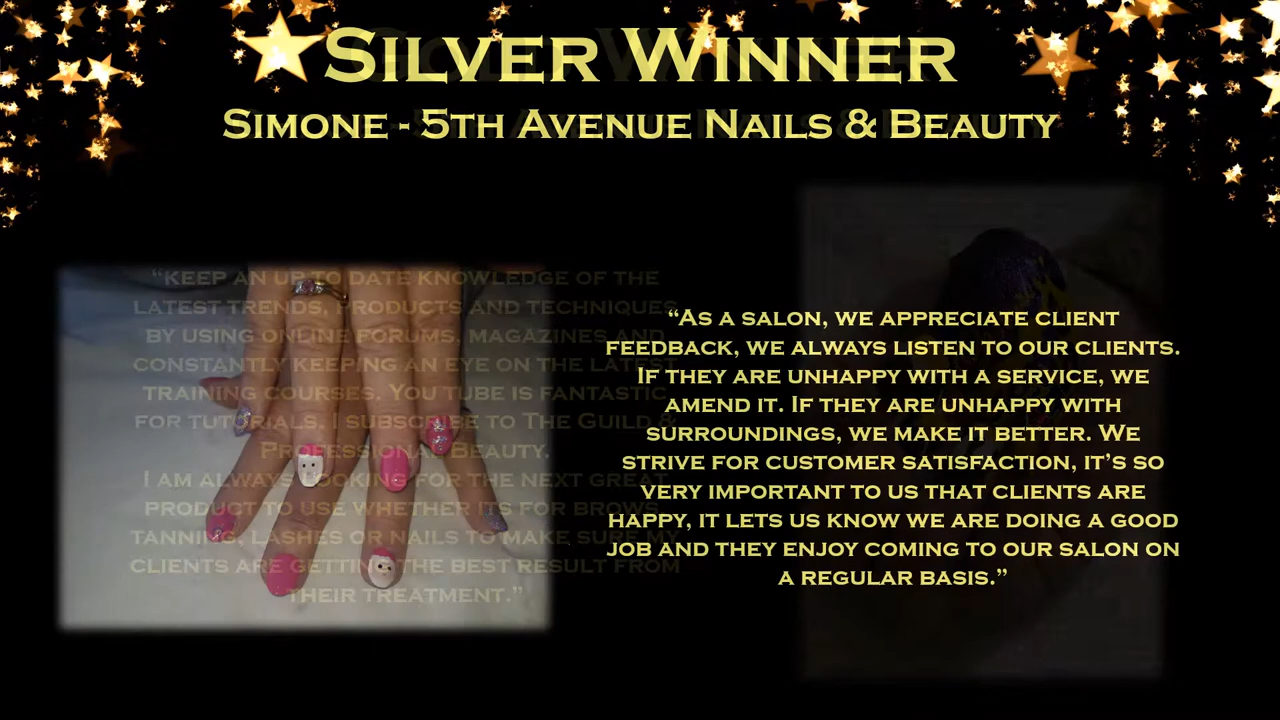 Silver Winner
Simone - 5th Avenue Nails & Beauty
“Keep an up to date knowledge of the
latest trends, products and techniques
by using online forums, magazines and
constantly keeping an eye on the latest
training courses. You tube is fantastic
for tutorials. I subscribe to The Guild &
Professional Beauty.
I am always looking for the next great
product to use whether its for brows,
tanning, lashes or nails to make sure my
clients are getting the best result from
their treatment.”
“As a salon, we appreciate client
feedback, we always listen to our clients.
If they are unhappy with a service, we
amend it. If they are unhappy with
surroundings, we make it better. We
strive for customer satisfaction, it’s so
very important to us that clients are
happy, it lets us know we are doing a good
job and they enjoy coming to our salon on
a regular basis.”